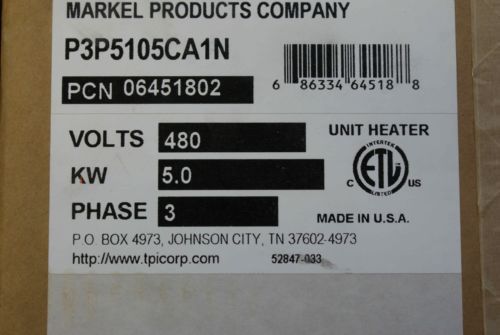 MARKEL PRODUCTS COMPANY
P3P5105CA1N
PCN 06451802
6 86334 64518 8
VOLTS 480
UNIT HEATER
KW 5.0
INTERTEK
ETL
LISTED
C US
PHASE 3
MADE IN U.S.A.
P.O. BOX 4973, JOHNSON CITY, TN 37602-4973
http://www.tpicorp.com
52847-033